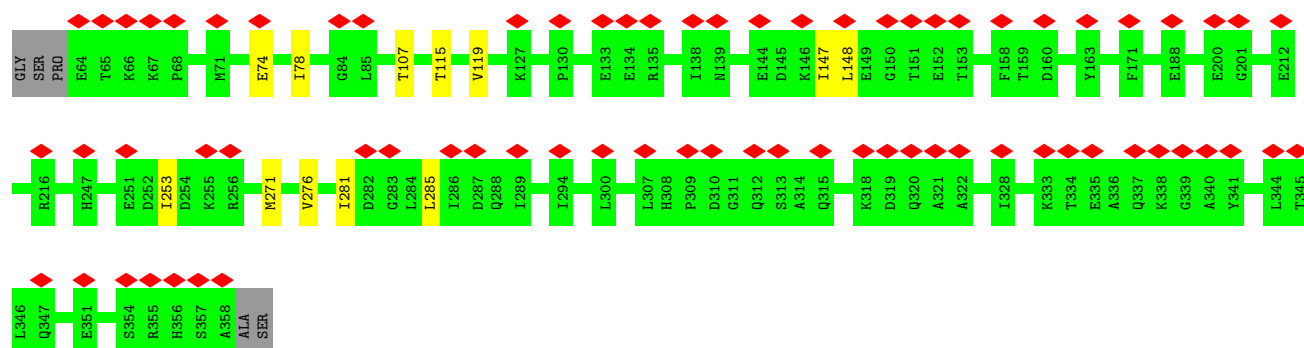 GLY SER PRO E64 T65 K66 K67 P68 M71 E74 I78 G84 L85 T107 T115 V119 K127 P130 E133 E134 R135 I138 N139 E144 D145 K146 I147 L148 E149 G150 T151 E152 T153 F158 T159 D160 Y163 F171 E188 E200 G201 E212
R216 H247 E251 D252 I253 D254 K255 R256 M271 V276 I281 D282 G283 L284 L285 I286 D287 Q288 I289 I294 L300 L307 H308 P309 D310 G311 Q312 S313 A314 Q315 K318 D319 Q320 A321 A322 I328 K333 T334 E335 A336 Q337 K338 G339 A340 Y341 L344 T345
L346 Q347 E351 S354 R355 H356 S357 A358 ALA SER